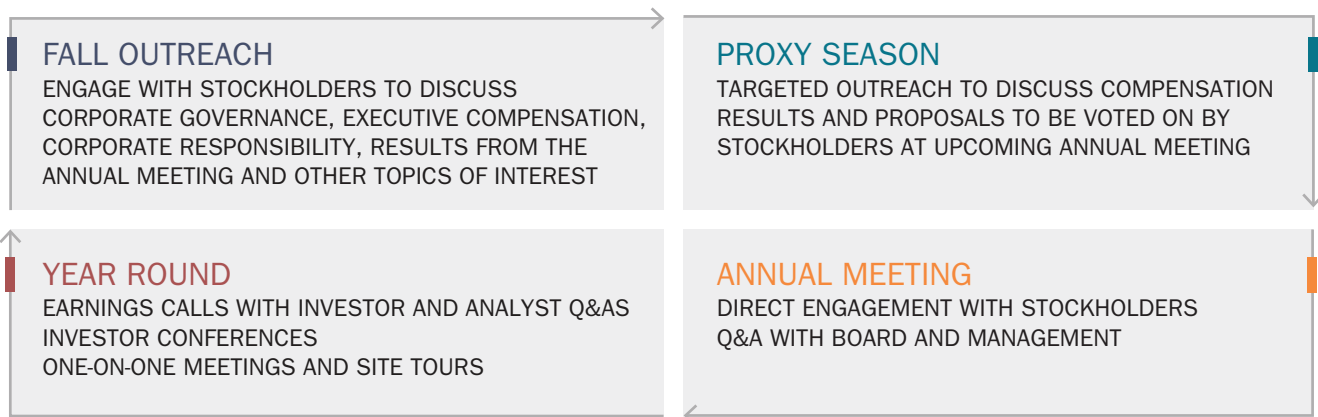 FALL OUTREACH
ENGAGE WITH STOCKHOLDERS TO DISCUSS
CORPORATE GOVERNANCE, EXECUTIVE COMPENSATION,
CORPORATE RESPONSIBILITY, RESULTS FROM THE
ANNUAL MEETING AND OTHER TOPICS OF INTEREST
PROXY SEASON
TARGETED OUTREACH TO DISCUSS COMPENSATION
RESULTS AND PROPOSALS TO BE VOTED ON BY
STOCKHOLDERS AT UPCOMING ANNUAL MEETING
YEAR ROUND
EARNINGS CALLS WITH INVESTOR AND ANALYST Q&AS
INVESTOR CONFERENCES
ONE-ON-ONE MEETINGS AND SITE TOURS
ANNUAL MEETING
DIRECT ENGAGEMENT WITH STOCKHOLDERS
Q&A WITH BOARD AND MANAGEMENT